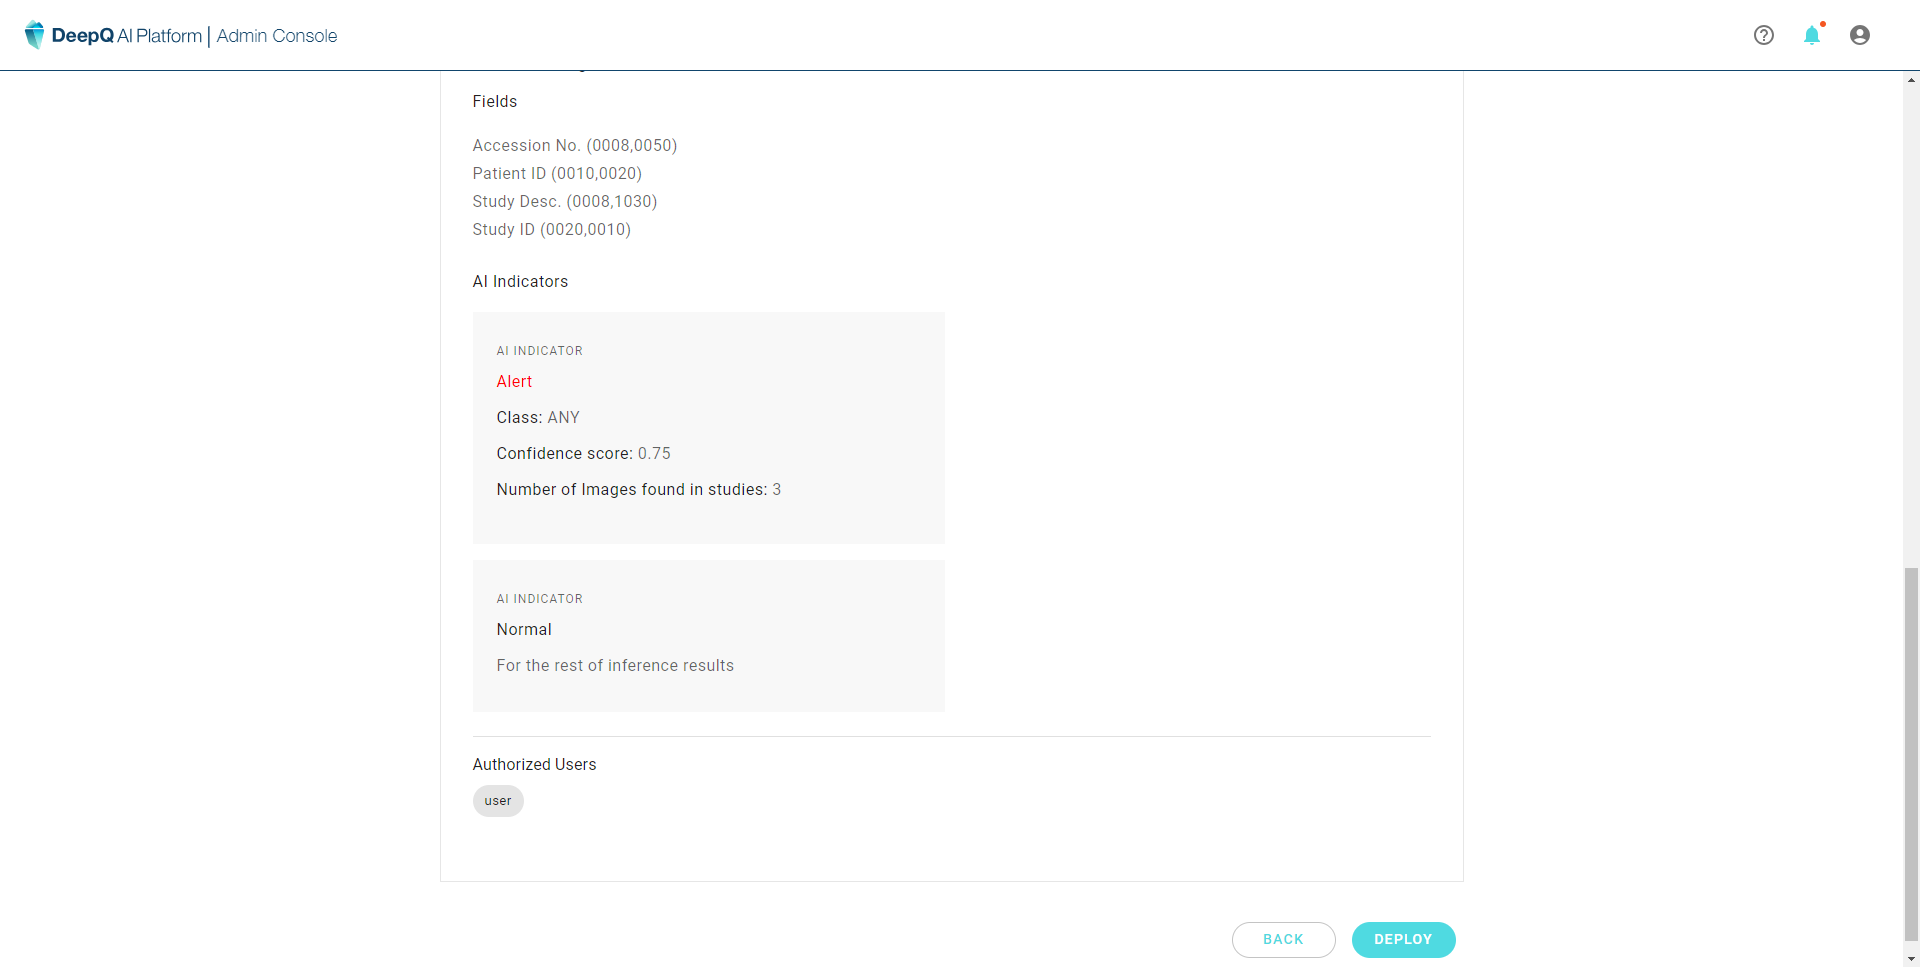 DeepQ AI Platform | Admin Console
Fields
Accession No. (0008,0050)
Patient ID (0010,0020)
Study Desc. (0008,1030)
Study ID (0020,0010)
AI Indicators
AI INDICATOR
Alert
Class: ANY
Confidence score: 0.75
Number of Images found in studies: 3
AI INDICATOR
Normal
For the rest of inference results
Authorized Users
user
BACK
DEPLOY